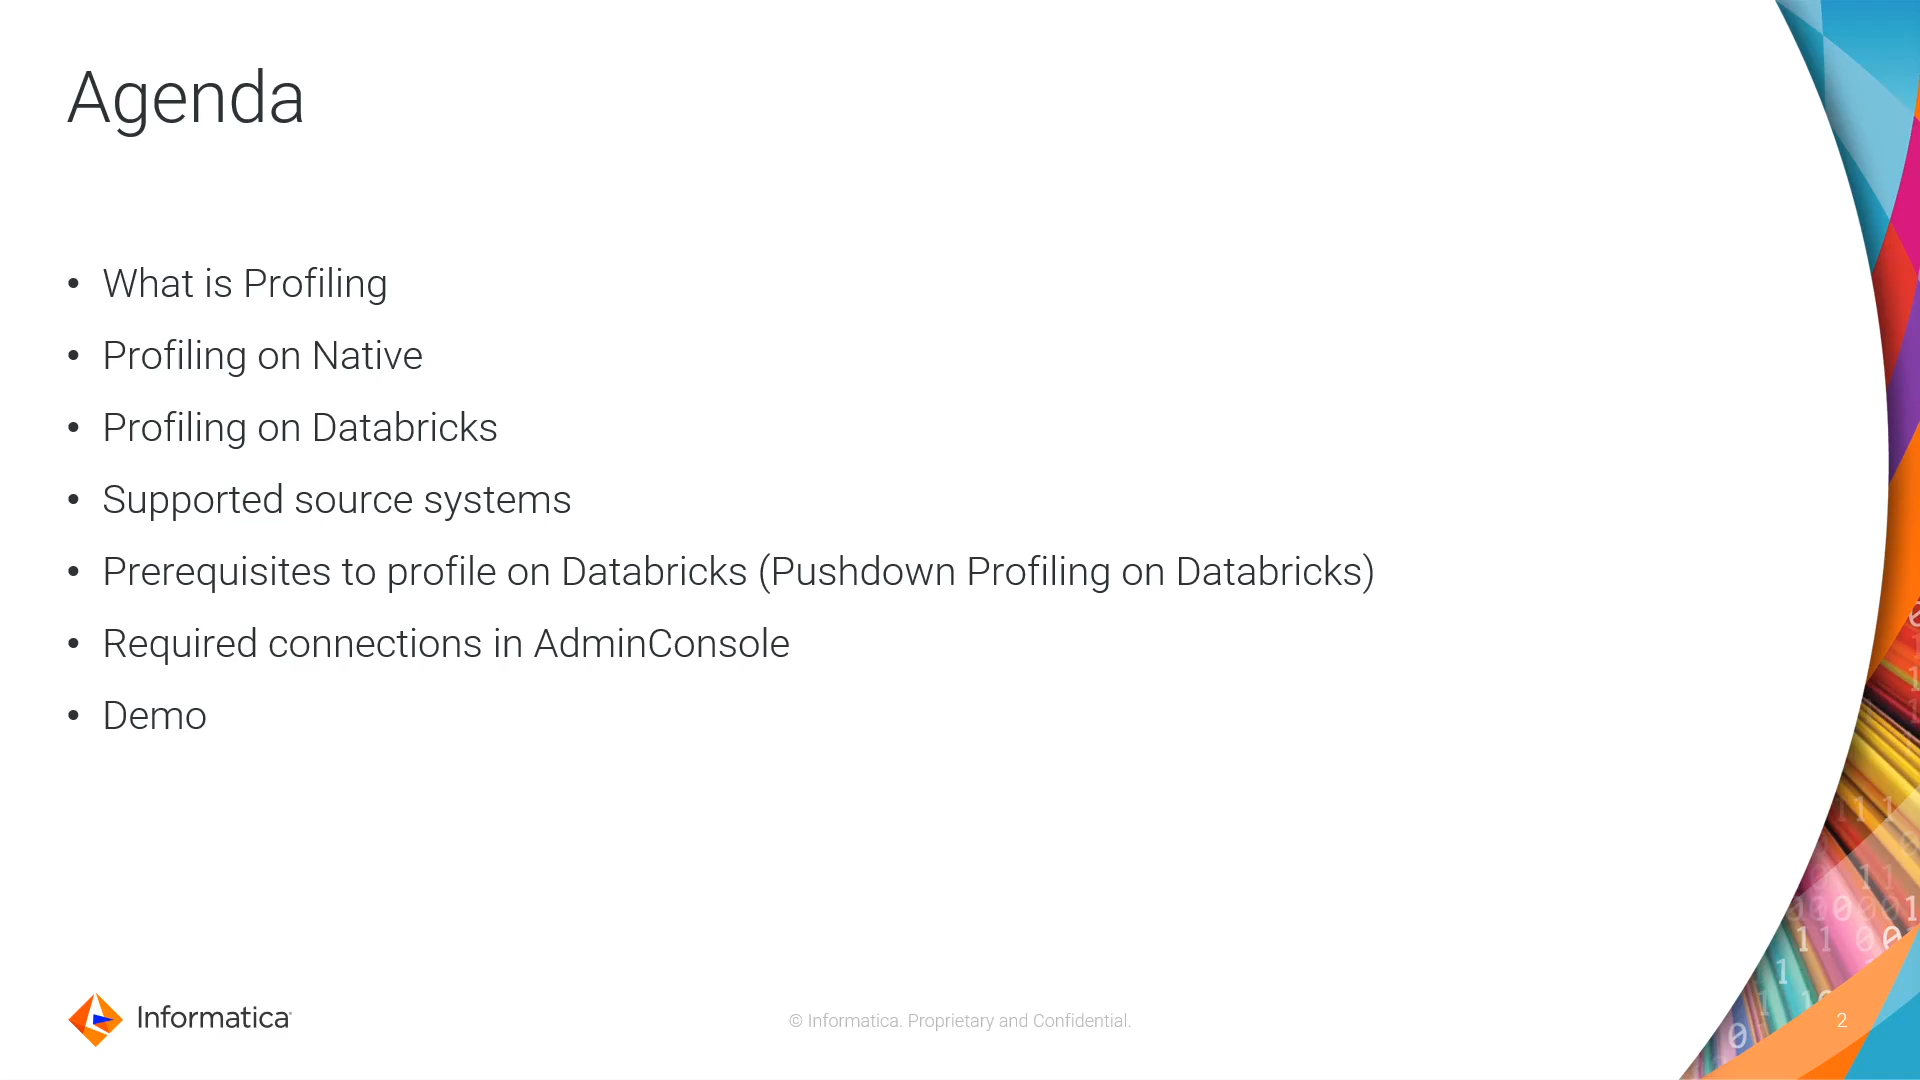 Agenda
• What is Profiling
• Profiling on Native
• Profiling on Databricks
• Supported source systems
• Prerequisites to profile on Databricks (Pushdown Profiling on Databricks)
• Required connections in AdminConsole
• Demo
Informatica
© Informatica. Proprietary and Confidential.
2